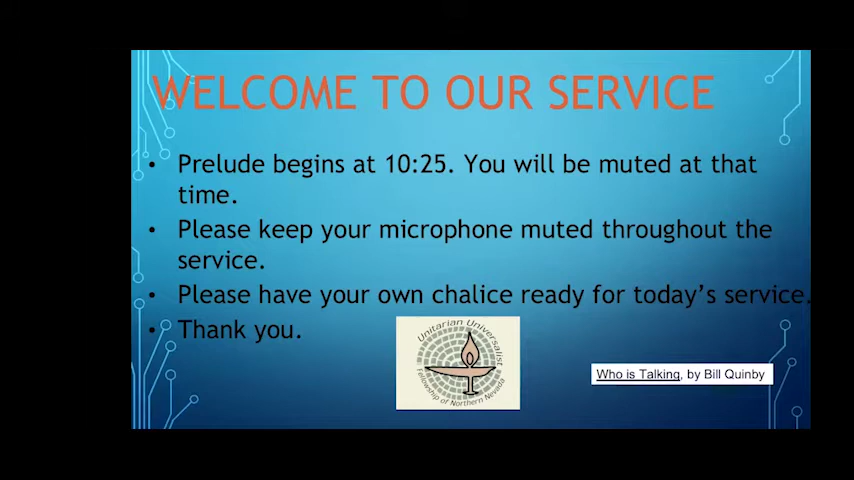 WELCOME TO OUR SERVICE
• Prelude begins at 10:25. You will be muted at that
time.
• Please keep your microphone muted throughout the
service.
• Please have your own chalice ready for today's service.
• Thank you.
Unitarian Universalist
Fellowship of Northern Nevada
Who is Talking, by Bill Quinby